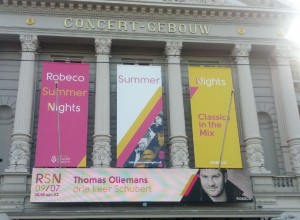 CONCERT-GEBOUW
Robeco
Summer
Nights
Summer
Nights
Classics
in the
Mix
RSN
09/07
Thomas Oliemans
drie keer Schubert